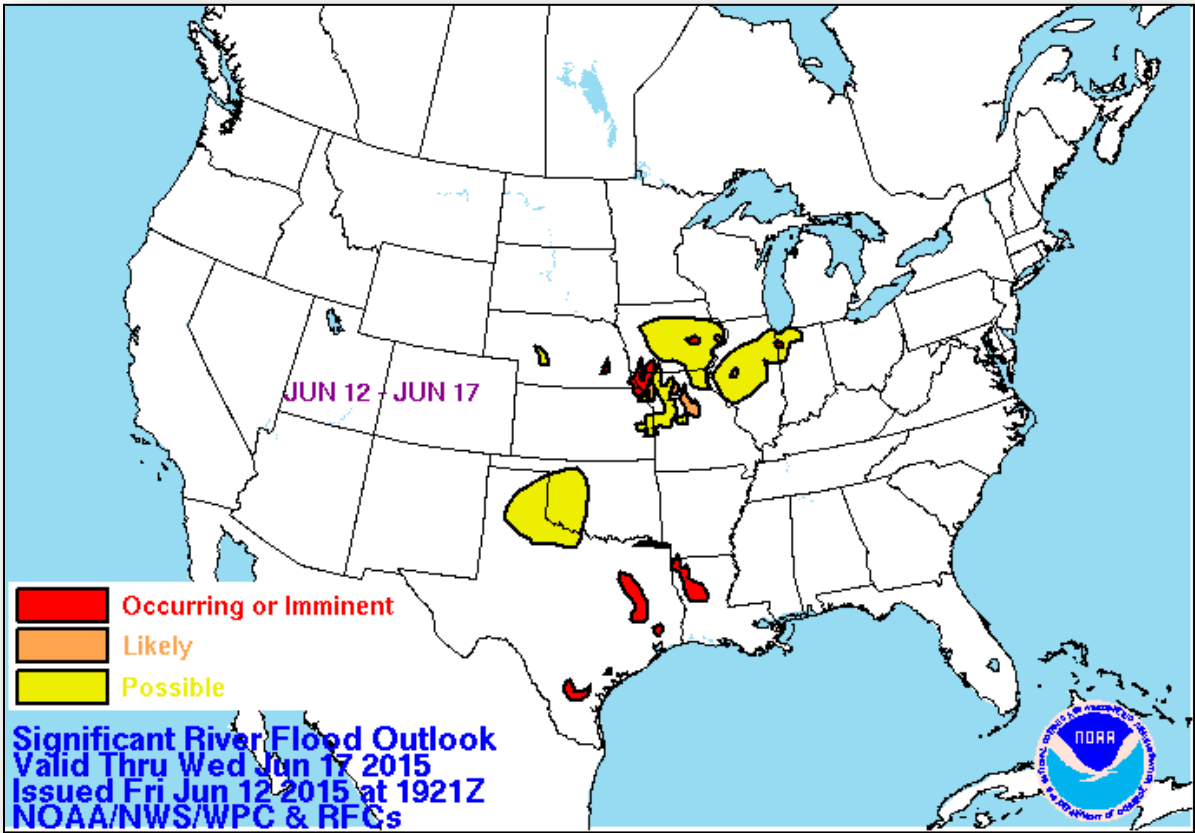 JUN 12 - JUN 17
Occurring or Imminent
Likely
Possible
Significant River Flood Outlook
Valid Thru Wed Jun 17 2015
Issued Fri Jun 12 2015 at 1921Z
NOAA/NWS/WPC & RFCs
NOAA